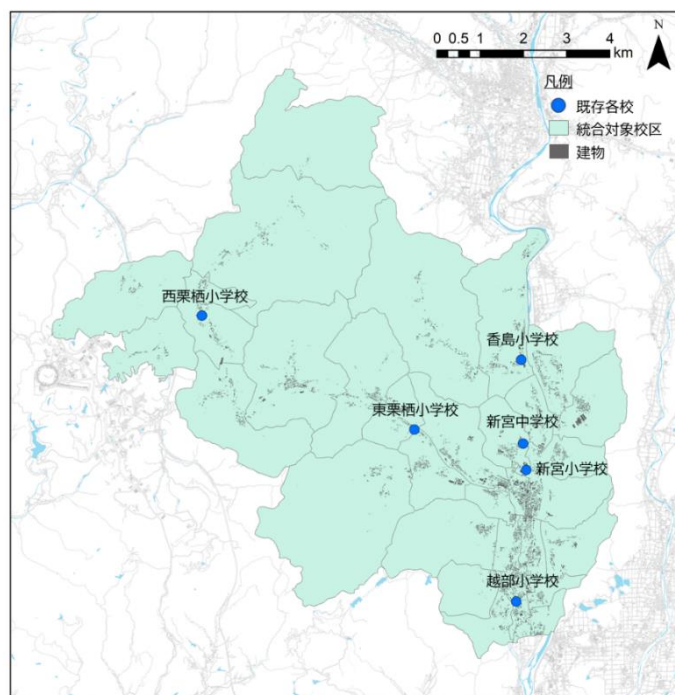 N
0 0.5 1 2 3 4
km
凡例
既存各校
統合対象校区
建物
西栗栖小学校
香島小学校
東栗栖小学校
新宮中学校
新宮小学校
越部小学校